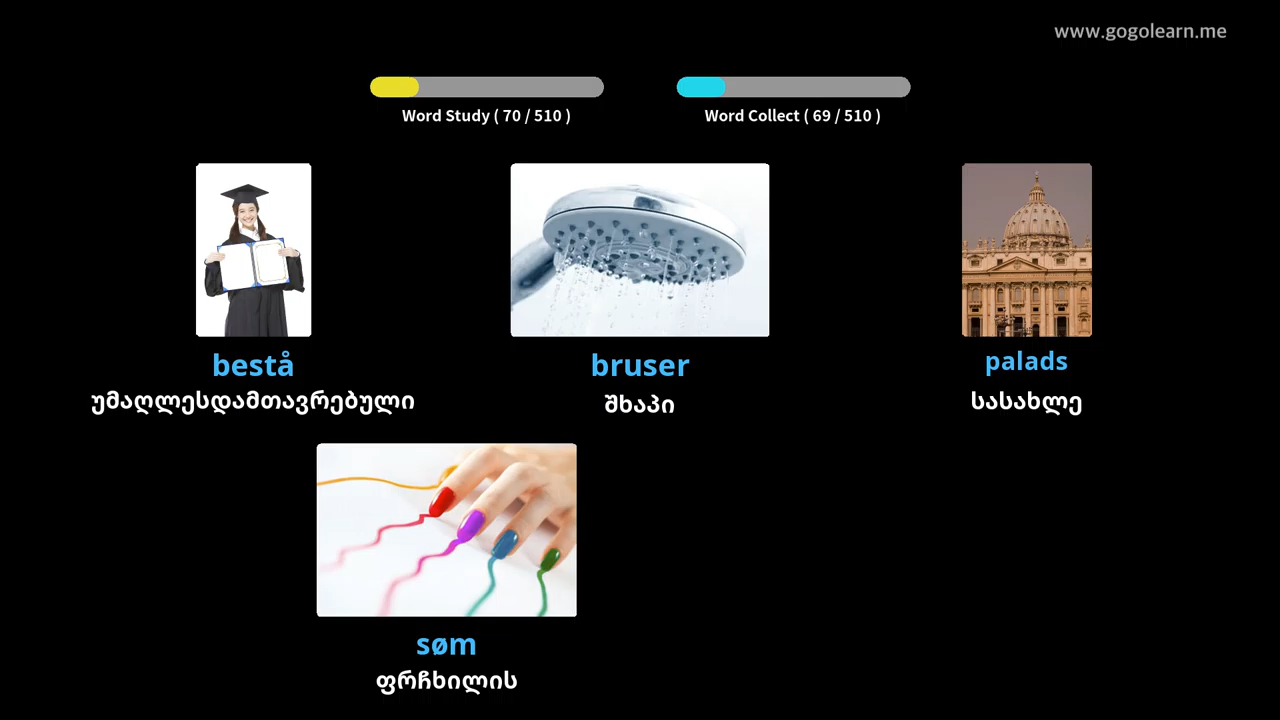 www.gogolearn.me
Word Study ( 70 / 510 )
Word Collect ( 69 / 510 )
bestå
უმაღლესდამთავრებული
bruser
შხაპი
palads
სასახლე
søm
ფრჩხილის